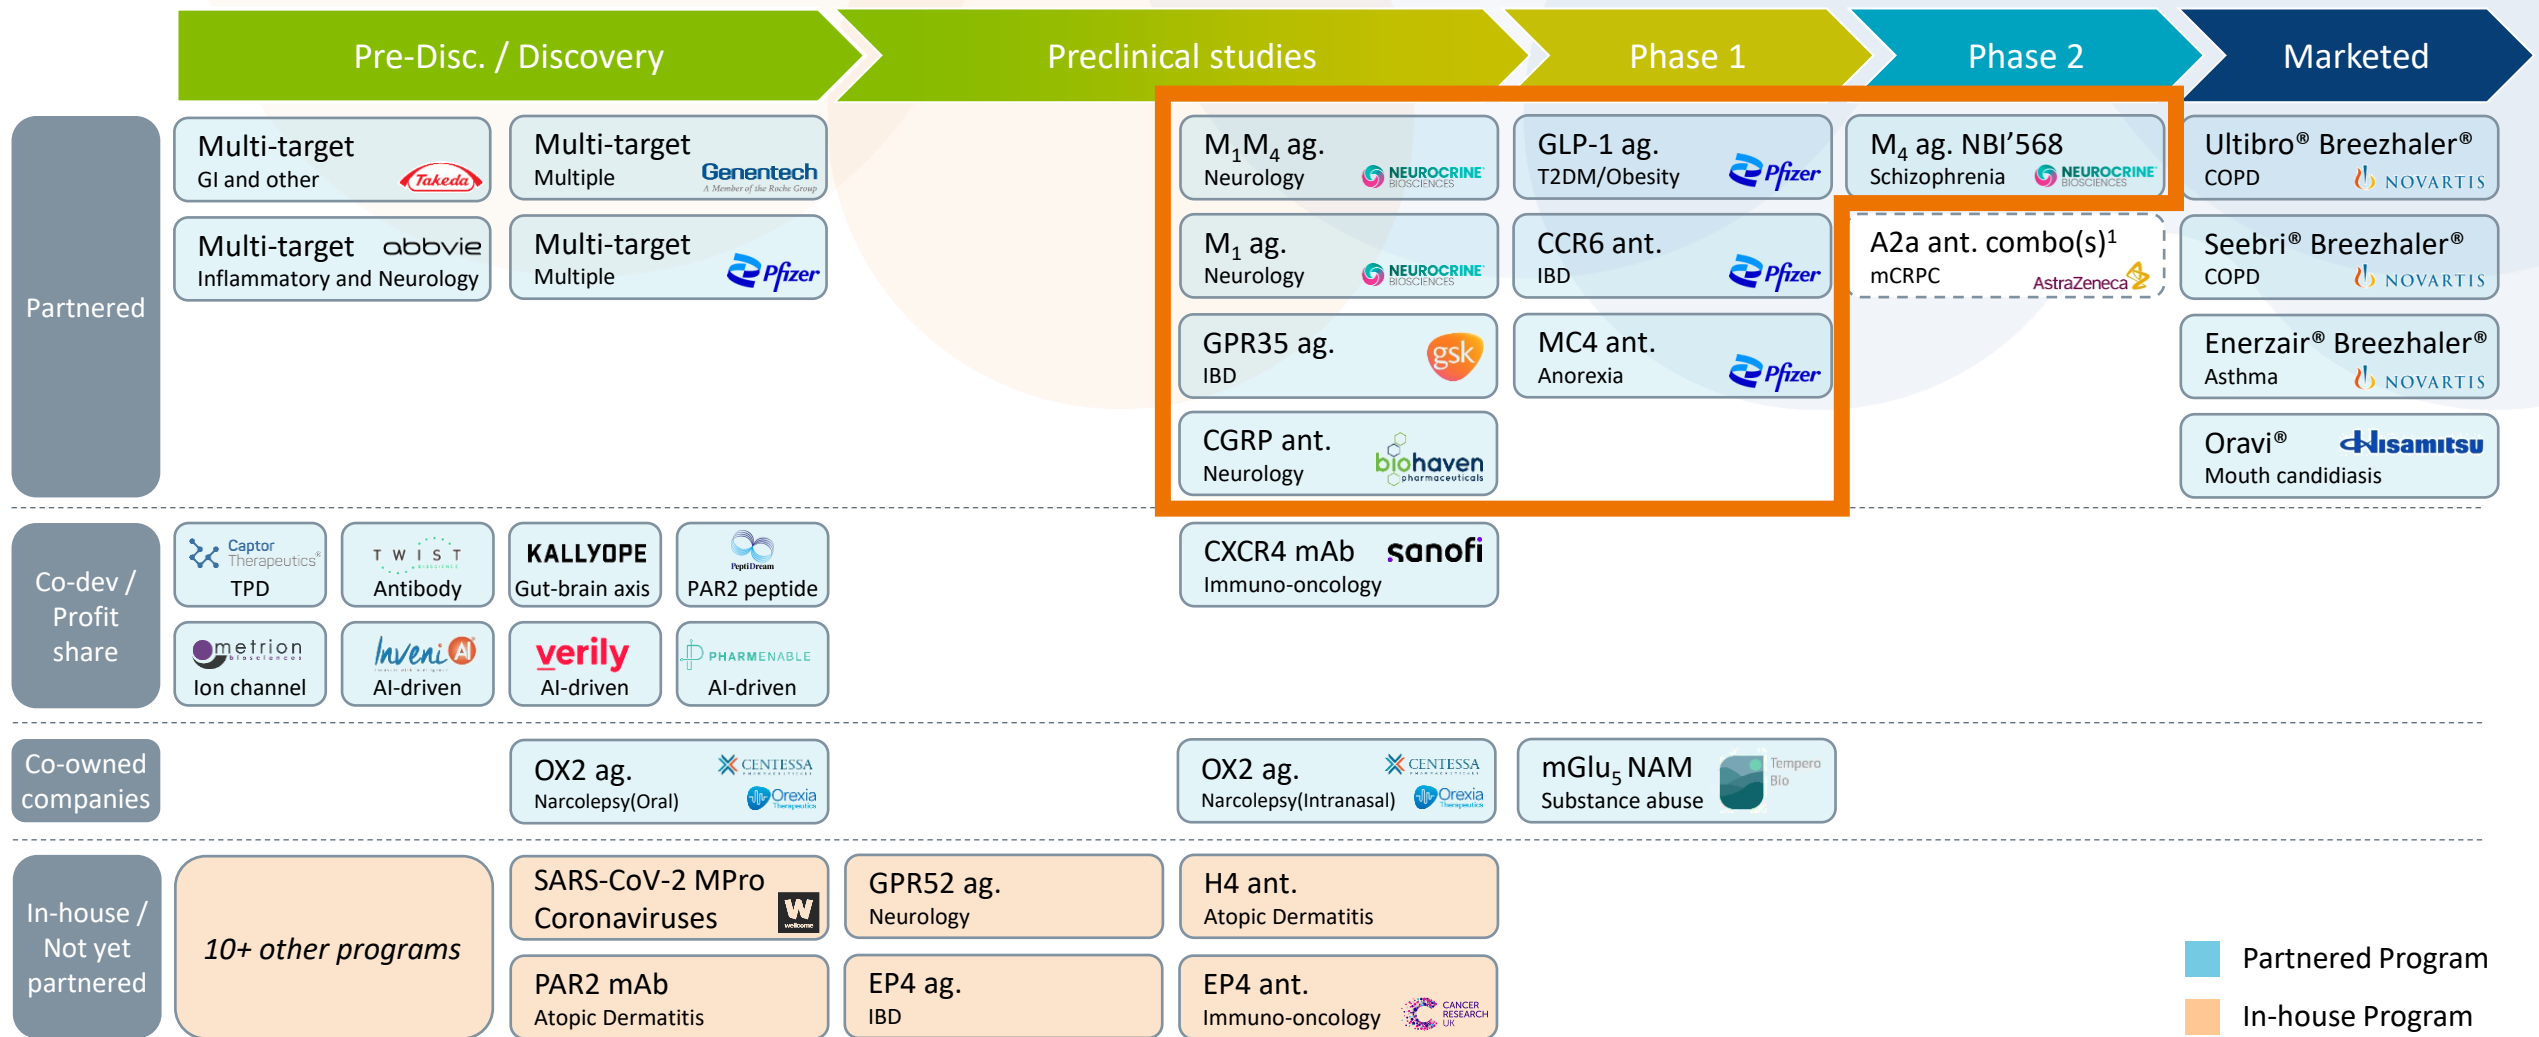 Pre-Disc. / Discovery
Preclinical studies
Phase 1
Phase 2
Marketed
Partnered
Multi-target
GI and other
Takeda
Multi-target
Multiple
Genentech
A Member of the Roche Group
M₁M₄ ag.
Neurology
NEUROCRINE
BIOSCIENCES
GLP-1 ag.
T2DM/Obesity
Pfizer
M₄ ag. NBI’568
Schizophrenia
NEUROCRINE
BIOSCIENCES
Ultibro® Breezhaler®
COPD
NOVARTIS
Multi-target
abbvie
Inflammatory and Neurology
Multi-target
Multiple
Pfizer
M₁ ag.
Neurology
NEUROCRINE
BIOSCIENCES
CCR6 ant.
IBD
Pfizer
A2a ant. combo(s)¹
mCRPC
AstraZeneca
Seebri® Breezhaler®
COPD
NOVARTIS
GPR35 ag.
IBD
gsk
MC4 ant.
Anorexia
Pfizer
Enerzair® Breezhaler®
Asthma
NOVARTIS
CGRP ant.
Neurology
biohaven
pharmaceuticals
Oravi®
Hisamitsu
Mouth candidiasis
Co-dev /
Profit
share
Captor
Therapeutics®
TPD
TWIST
BIOSCIENCE
Antibody
KALLYOPE
Gut-brain axis
PeptiDream
PAR2 peptide
CXCR4 mAb
sanofi
Immuno-oncology
metrion
biosciences
Ion channel
InveniAI
AI-driven
verily
AI-driven
PHARMENABLE
AI-driven
Co-owned
companies
OX2 ag.
Narcolepsy(Oral)
CENTESSA
PHARMACEUTICALS
Orexia
Therapeutics
OX2 ag.
Narcolepsy(Intranasal)
CENTESSA
PHARMACEUTICALS
Orexia
Therapeutics
mGlu₅ NAM
Substance abuse
Tempero
Bio
In-house /
Not yet
partnered
10+ other programs
SARS-CoV-2 MPro
Coronaviruses
W
wellcome
GPR52 ag.
Neurology
H4 ant.
Atopic Dermatitis
PAR2 mAb
Atopic Dermatitis
EP4 ag.
IBD
EP4 ant.
Immuno-oncology
CANCER
RESEARCH
UK
Partnered Program
In-house Program